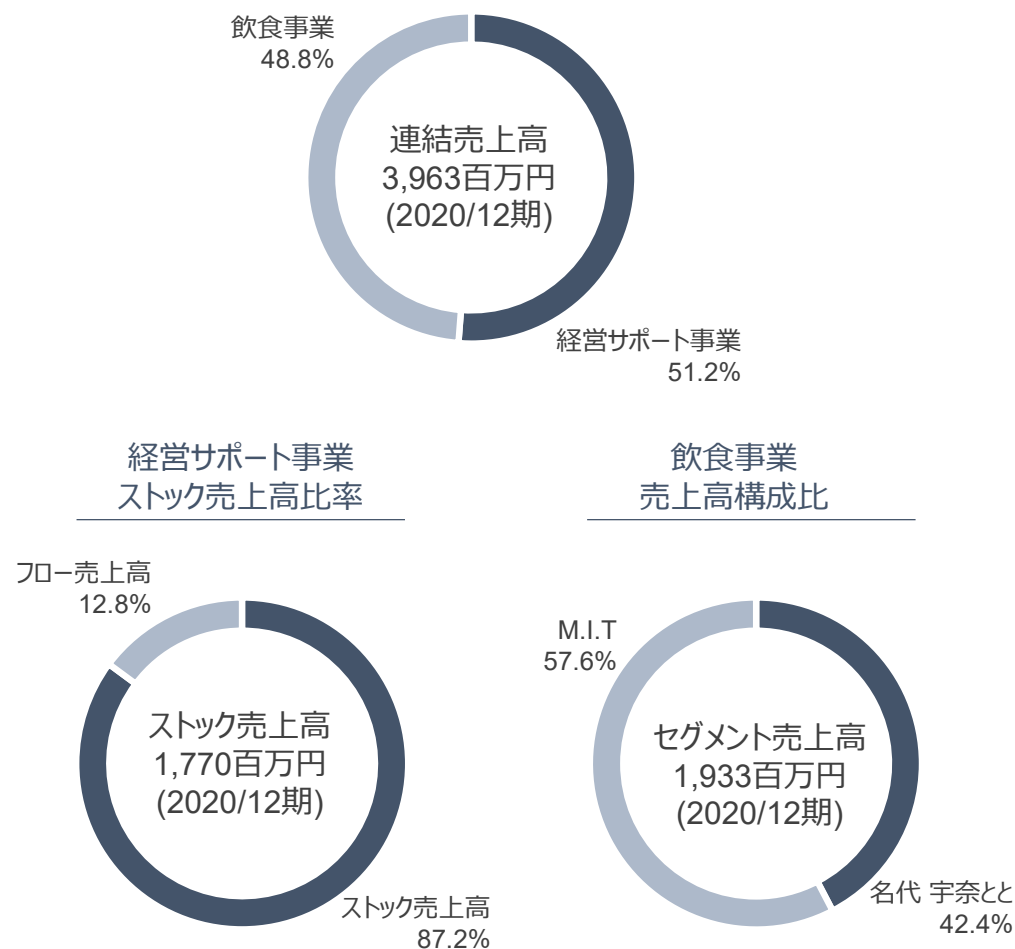 飲食事業
48.8%
連結売上高
3,963百万円
(2020/12期)
経営サポート事業
51.2%
経営サポート事業
ストック売上高比率
フロー売上高
12.8%
ストック売上高
1,770百万円
(2020/12期)
ストック売上高
87.2%
飲食事業
売上高構成比
M.I.T
57.6%
セグメント売上高
1,933百万円
(2020/12期)
名代 宇奈とと
42.4%